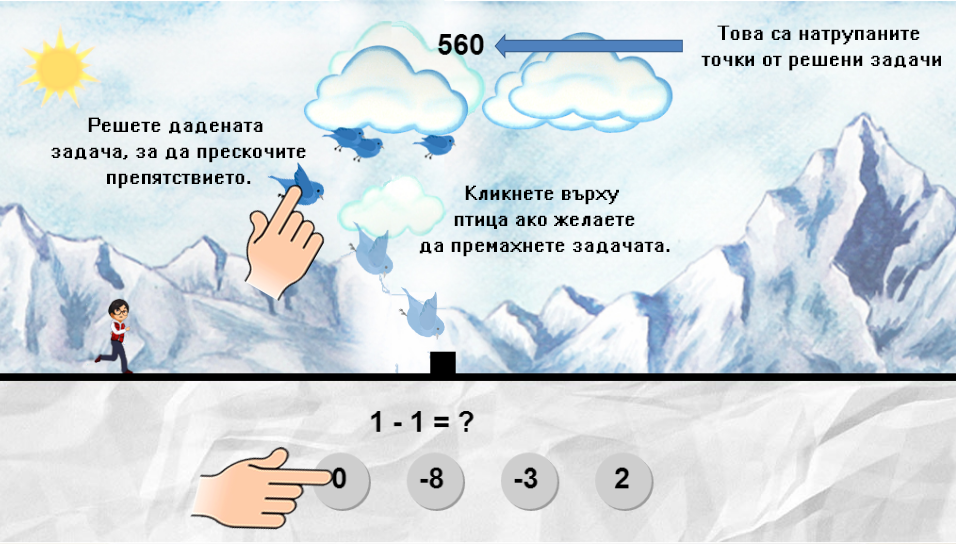 560
Това са натрупаните
точки от решени задачи
Решете дадената
задача, за да прескочите
препятствието.
Кликнете върху
птица ако желаете
да премахнете задачата.
1 - 1 = ?
0 -8 -3 2